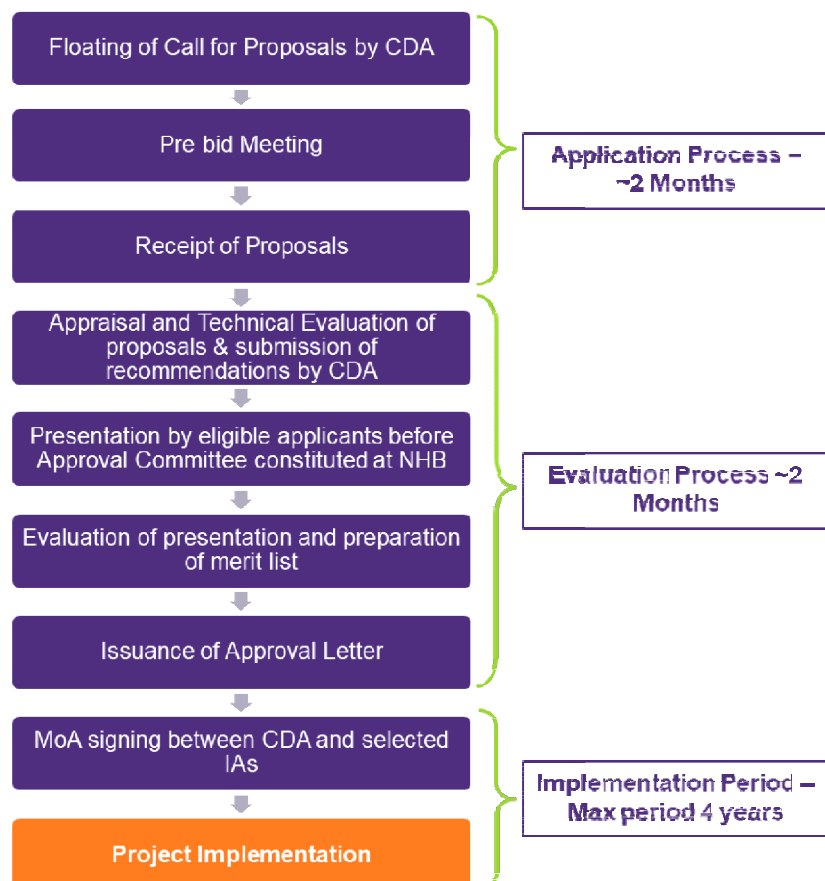 Floating of Call for Proposals by CDA
Pre bid Meeting
Receipt of Proposals
Application Process –
~2 Months
Appraisal and Technical Evaluation of
proposals & submission of
recommendations by CDA
Presentation by eligible applicants before
Approval Committee constituted at NHB
Evaluation of presentation and preparation
of merit list
Issuance of Approval Letter
Evaluation Process ~2
Months
MoA signing between CDA and selected
IAs
Project Implementation
Implementation Period –
Max period 4 years